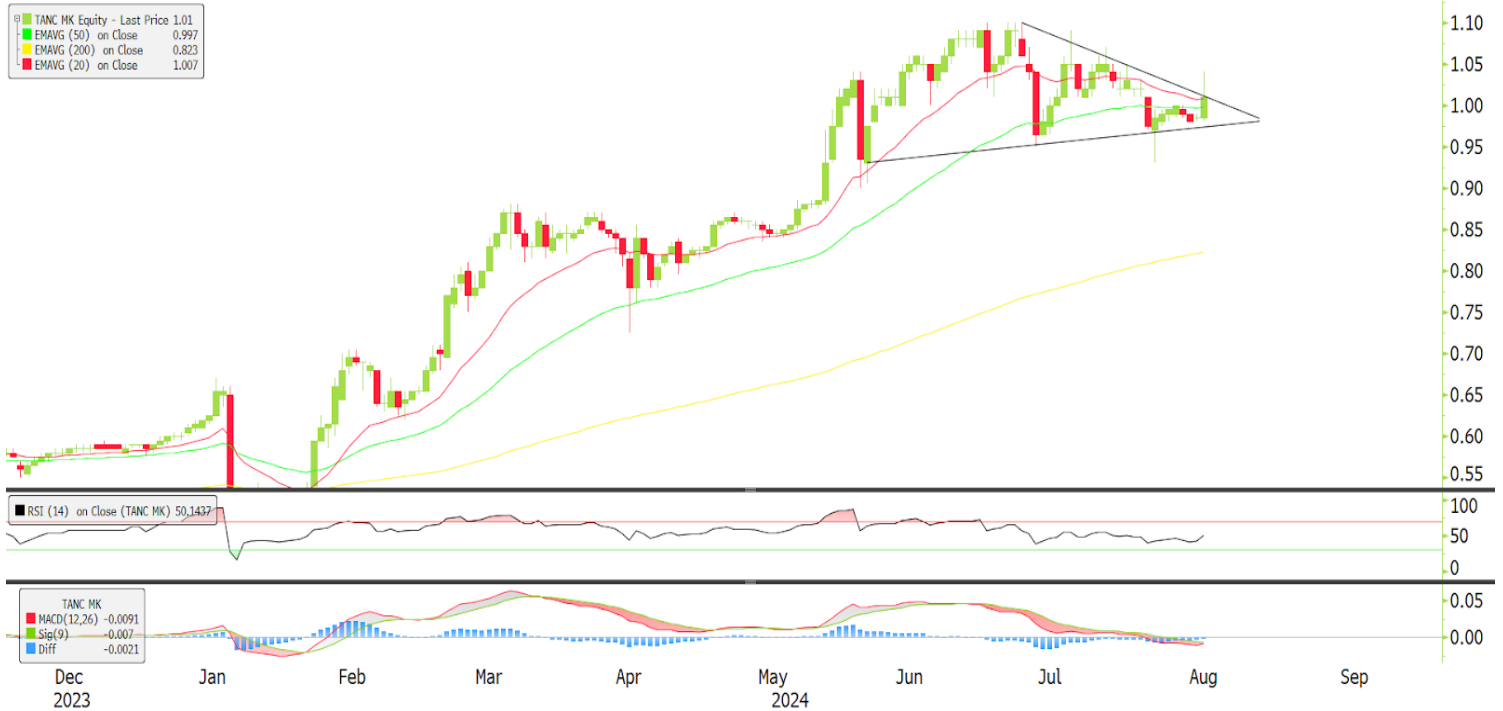 TANC MK Equity - Last Price 1.01
EMAVG (50) on Close 0.997
EMAVG (200) on Close 0.823
EMAVG (20) on Close 1.007
1.10
1.05
1.00
0.95
0.90
0.85
0.80
0.75
0.70
0.65
0.60
0.55
RSI (14) on Close (TANC MK) 50.1437
100
50
0
TANC MK
MACD(12,26) -0.0091
Sig(9) -0.007
Diff -0.0021
0.05
0.00
Dec Jan Feb Mar Apr May Jun Jul Aug Sep
2023 2024